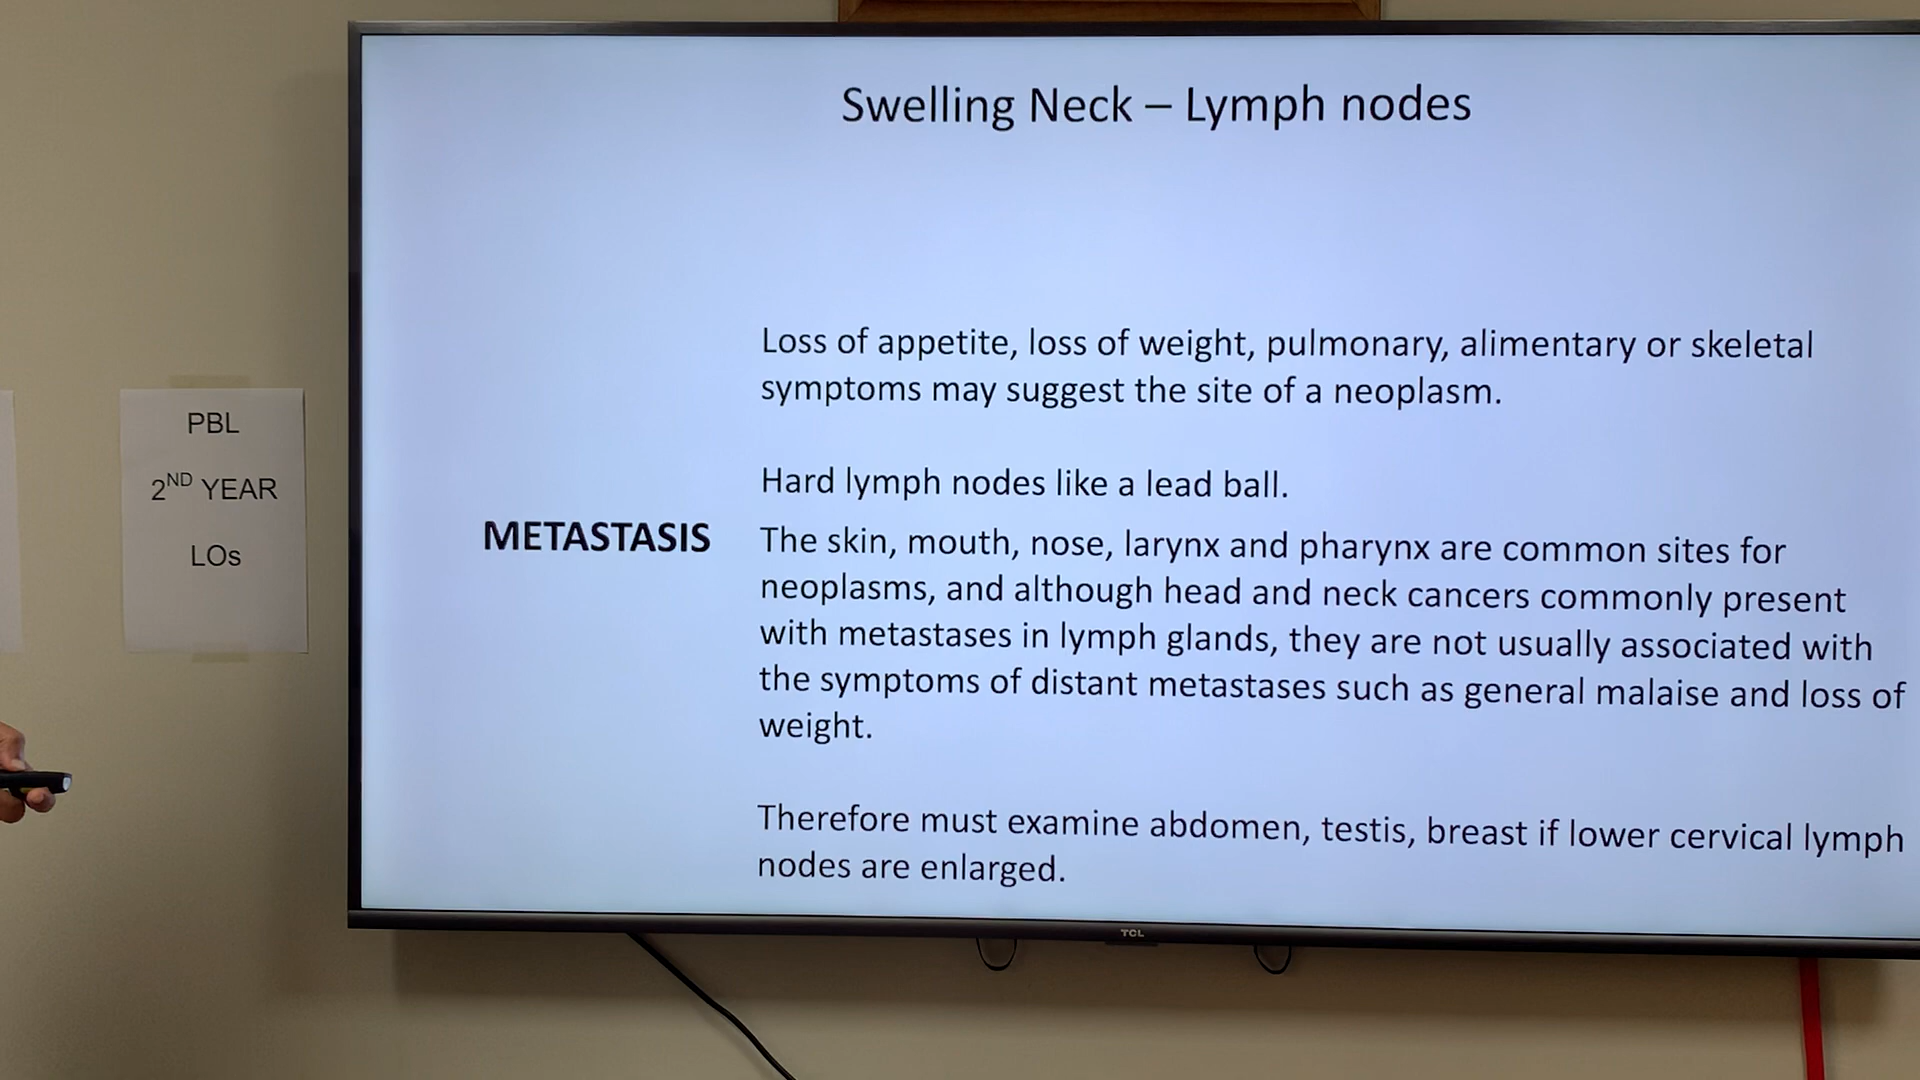 Swelling Neck – Lymph nodes
Loss of appetite, loss of weight, pulmonary, alimentary or skeletal
symptoms may suggest the site of a neoplasm.
Hard lymph nodes like a lead ball.
METASTASIS
The skin, mouth, nose, larynx and pharynx are common sites for
neoplasms, and although head and neck cancers commonly present
with metastases in lymph glands, they are not usually associated with
the symptoms of distant metastases such as general malaise and loss of
weight.
Therefore must examine abdomen, testis, breast if lower cervical lymph
nodes are enlarged.
PBL
2ND YEAR
LOs
TCL